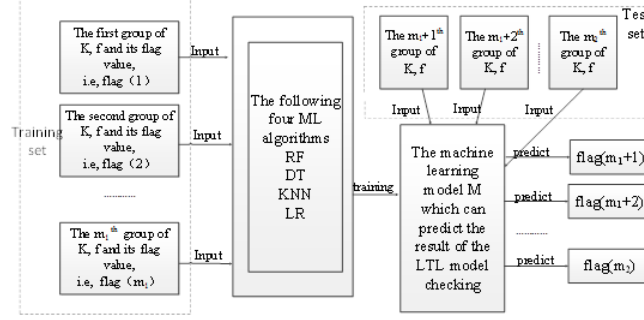 The first group of
K, f and its flag
value,
i.e, flag（1）
Input
The second group of
K, f and its flag
value,
i.e, flag（2）
Input
Training
set
............
The m₁ᵗʰ group of
K, f and its flag
value,
i.e, flag（m₁）
Input
The following
four ML
algorithms
RF
DT
KNN
LR
training
The m₁+1ᵗʰ
group of
K, f
The m₁+2ᵗʰ
group of
K, f
The m₂ᵗʰ
group of
K, f
set
Input
Input
Input
The machine
learning
model M
which can
predict the
result of the
LTL model
checking
predict
flag(m₁+1)
predict
flag(m₁+2)
............
predict
flag(m₂)